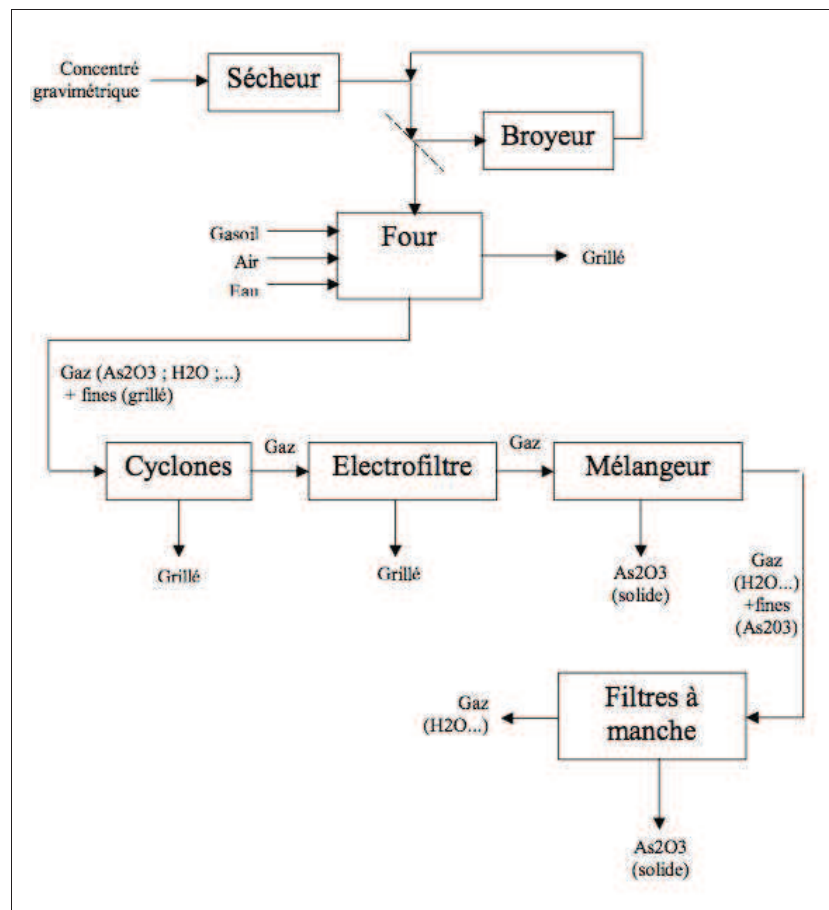 Concentré
gravimétrique
Sécheur
Broyeur
Gasoil
Air
Eau
Four
Grillé
Gaz (As2O3 ; H2O ;...)
+ fines (grillé)
Cyclones
Gaz
Electrofiltre
Gaz
Mélangeur
Grillé
Grillé
As2O3
(solide)
Gaz
(H2O...)
+fines
(As203)
Filtres à
manche
Gaz
(H2O...)
As2O3
(solide)